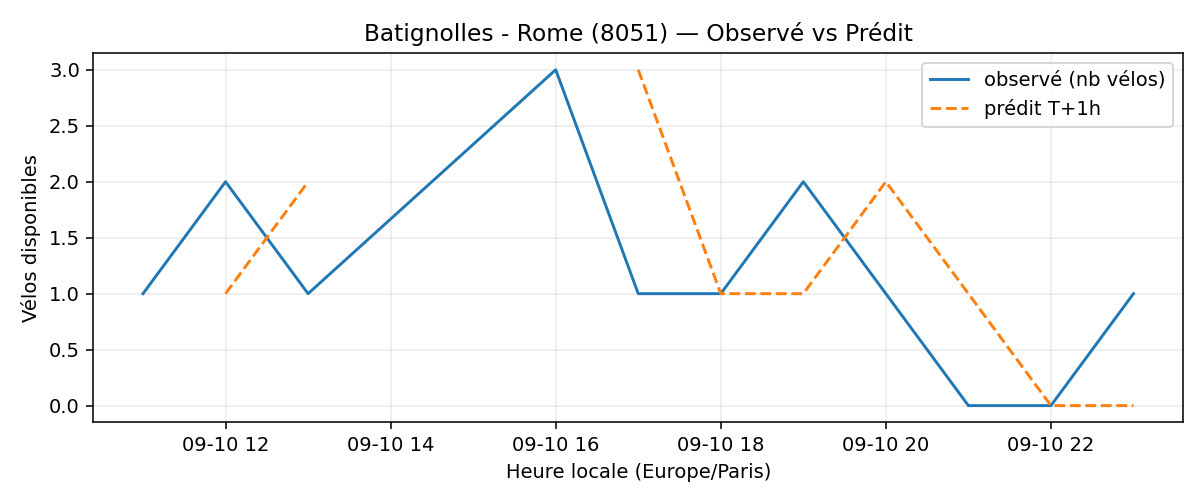 Batignolles - Rome (8051) — Observé vs Prédit
observé (nb vélos)
prédit T+1h
Vélos disponibles
3.0
2.5
2.0
1.5
1.0
0.5
0.0
09-10 12
09-10 14
09-10 16
09-10 18
09-10 20
09-10 22
Heure locale (Europe/Paris)